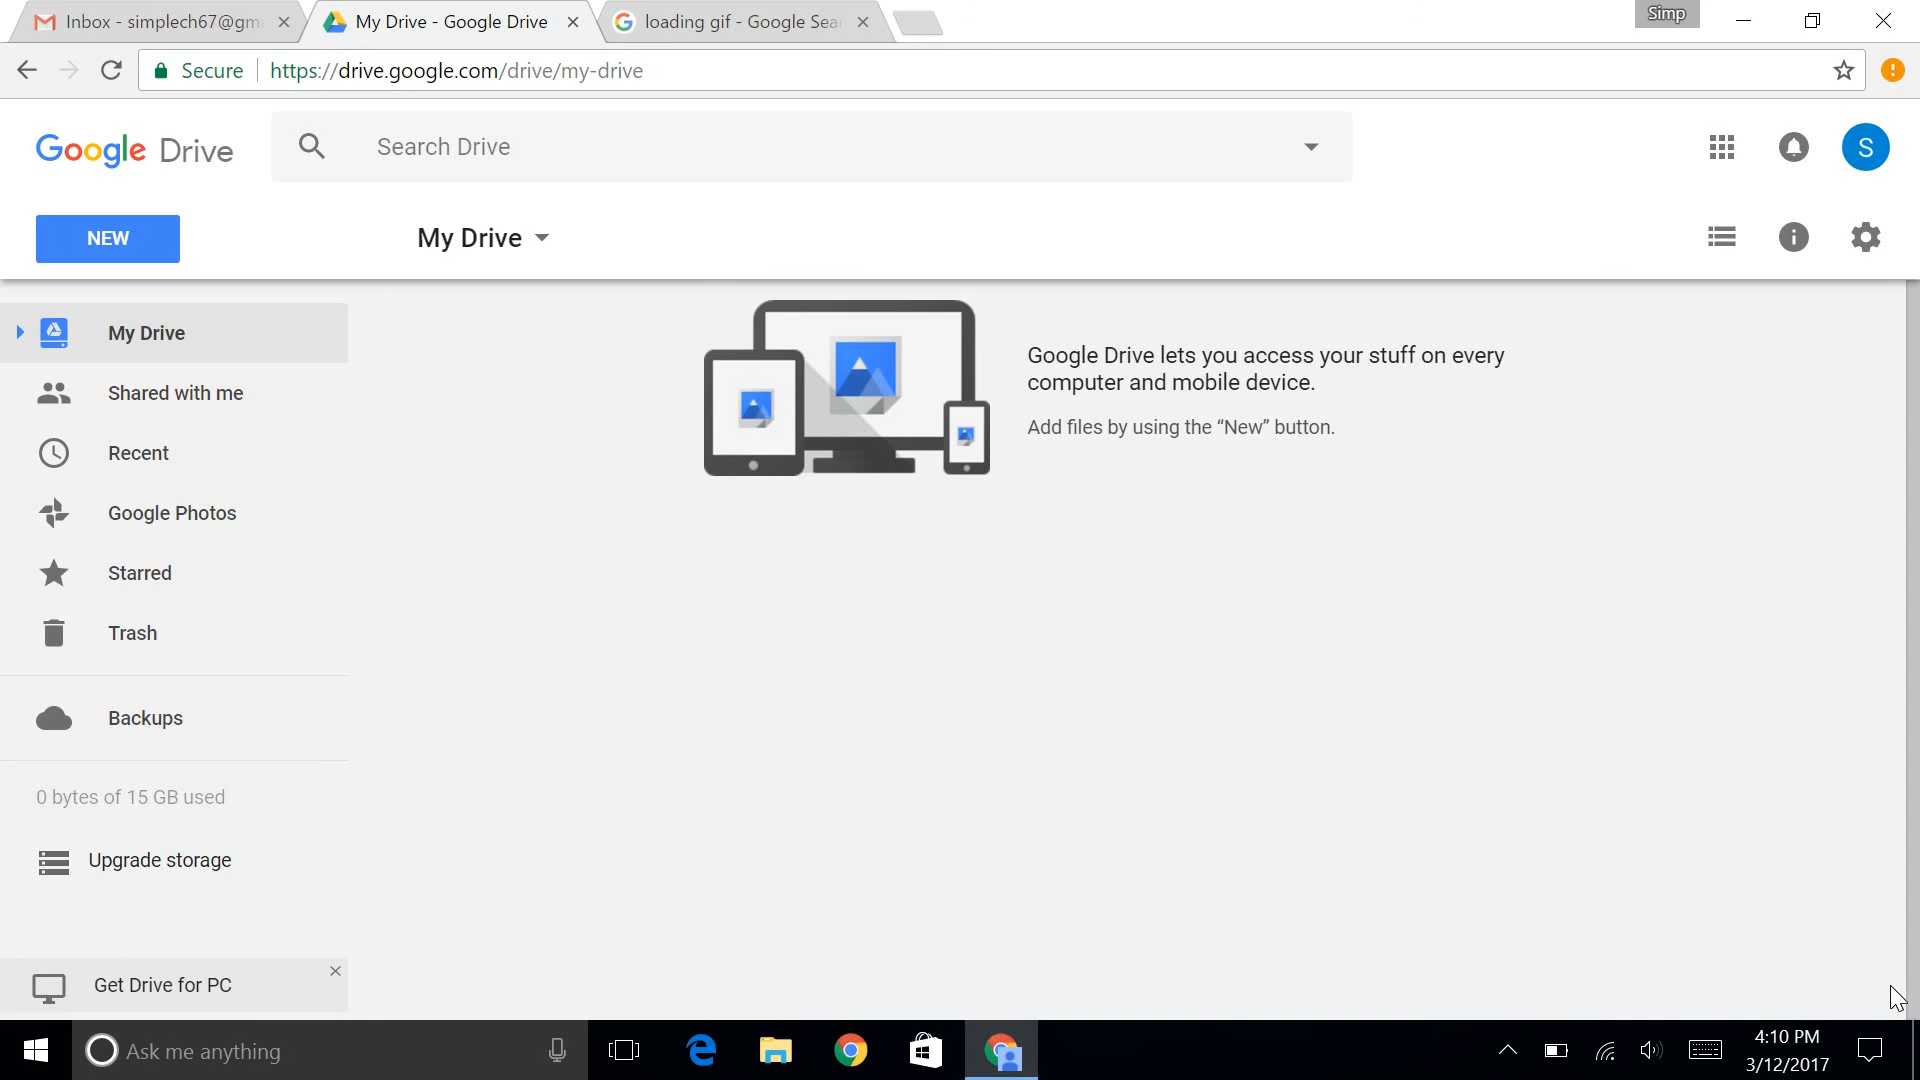 Inbox - simplech67@gm
My Drive - Google Drive
loading gif - Google Sea
Simp
Secure
https://drive.google.com/drive/my-drive
Google Drive
Search Drive
S
NEW
My Drive
My Drive
Shared with me
Recent
Google Photos
Starred
Trash
Backups
0 bytes of 15 GB used
Upgrade storage
Get Drive for PC
Google Drive lets you access your stuff on every
computer and mobile device.
Add files by using the “New” button.
Ask me anything
4:10 PM
3/12/2017